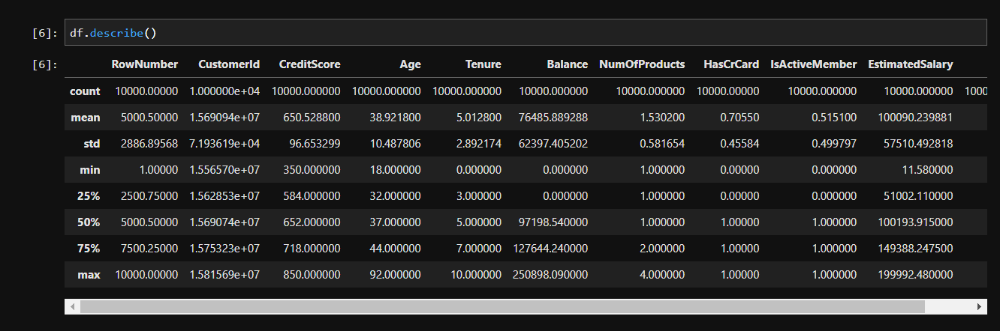 [6]: df.describe()
[6]: RowNumber CustomerId CreditScore Age Tenure Balance NumOfProducts HasCrCard IsActiveMember EstimatedSalary
count 10000.00000 1.000000e+04 10000.000000 10000.000000 10000.000000 10000.000000 10000.000000 10000.00000 10000.000000 10000.000000 1000
mean 5000.50000 1.569094e+07 650.528800 38.921800 5.012800 76485.889288 1.530200 0.70550 0.515100 100090.239881
std 2886.89568 7.193619e+04 96.653299 10.487806 2.892174 62397.405202 0.581654 0.45584 0.499797 57510.492818
min 1.00000 1.556570e+07 350.000000 18.000000 0.000000 0.000000 1.000000 0.00000 0.000000 11.580000
25% 2500.75000 1.562853e+07 584.000000 32.000000 3.000000 0.000000 1.000000 0.00000 0.000000 51002.110000
50% 5000.50000 1.569074e+07 652.000000 37.000000 5.000000 97198.540000 1.000000 1.00000 1.000000 100193.915000
75% 7500.25000 1.575323e+07 718.000000 44.000000 7.000000 127644.240000 2.000000 1.00000 1.000000 149388.247500
max 10000.00000 1.581569e+07 850.000000 92.000000 10.000000 250898.090000 4.000000 1.00000 1.000000 199992.480000